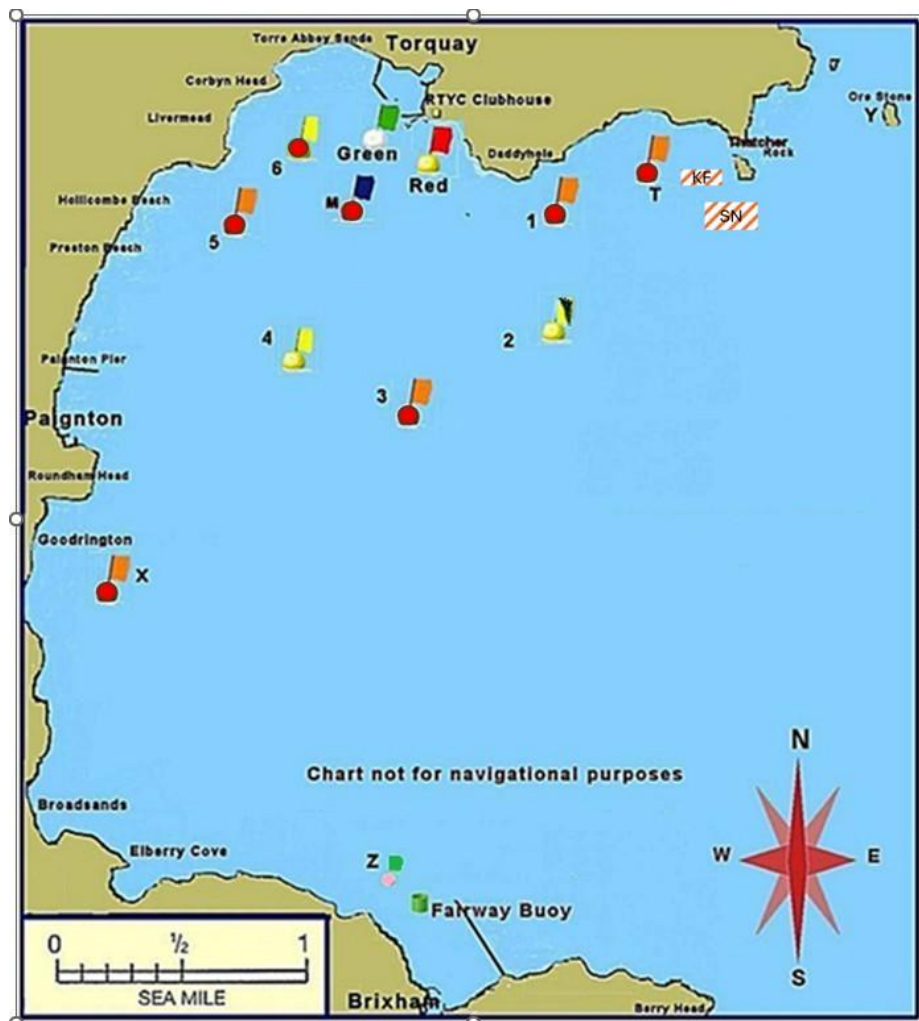 Torre Abbey Sands
Torquay
Corbyn Head
Livermead
RTYC Clubhouse
Ore Stone
Y
6
Green
Red
Daddyhole
Thatcher
Rock
KF
T
SN
Hollicombe Beach
M
1
5
Preston Beach
4
2
Paignton Pier
3
Paignton
Roundham Head
Goodrington
X
N
W
E
S
Chart not for navigational purposes
Broadsands
Elberry Cove
Z
Fairway Buoy
0 ½ 1
SEA MILE
Brixham
Berry Head